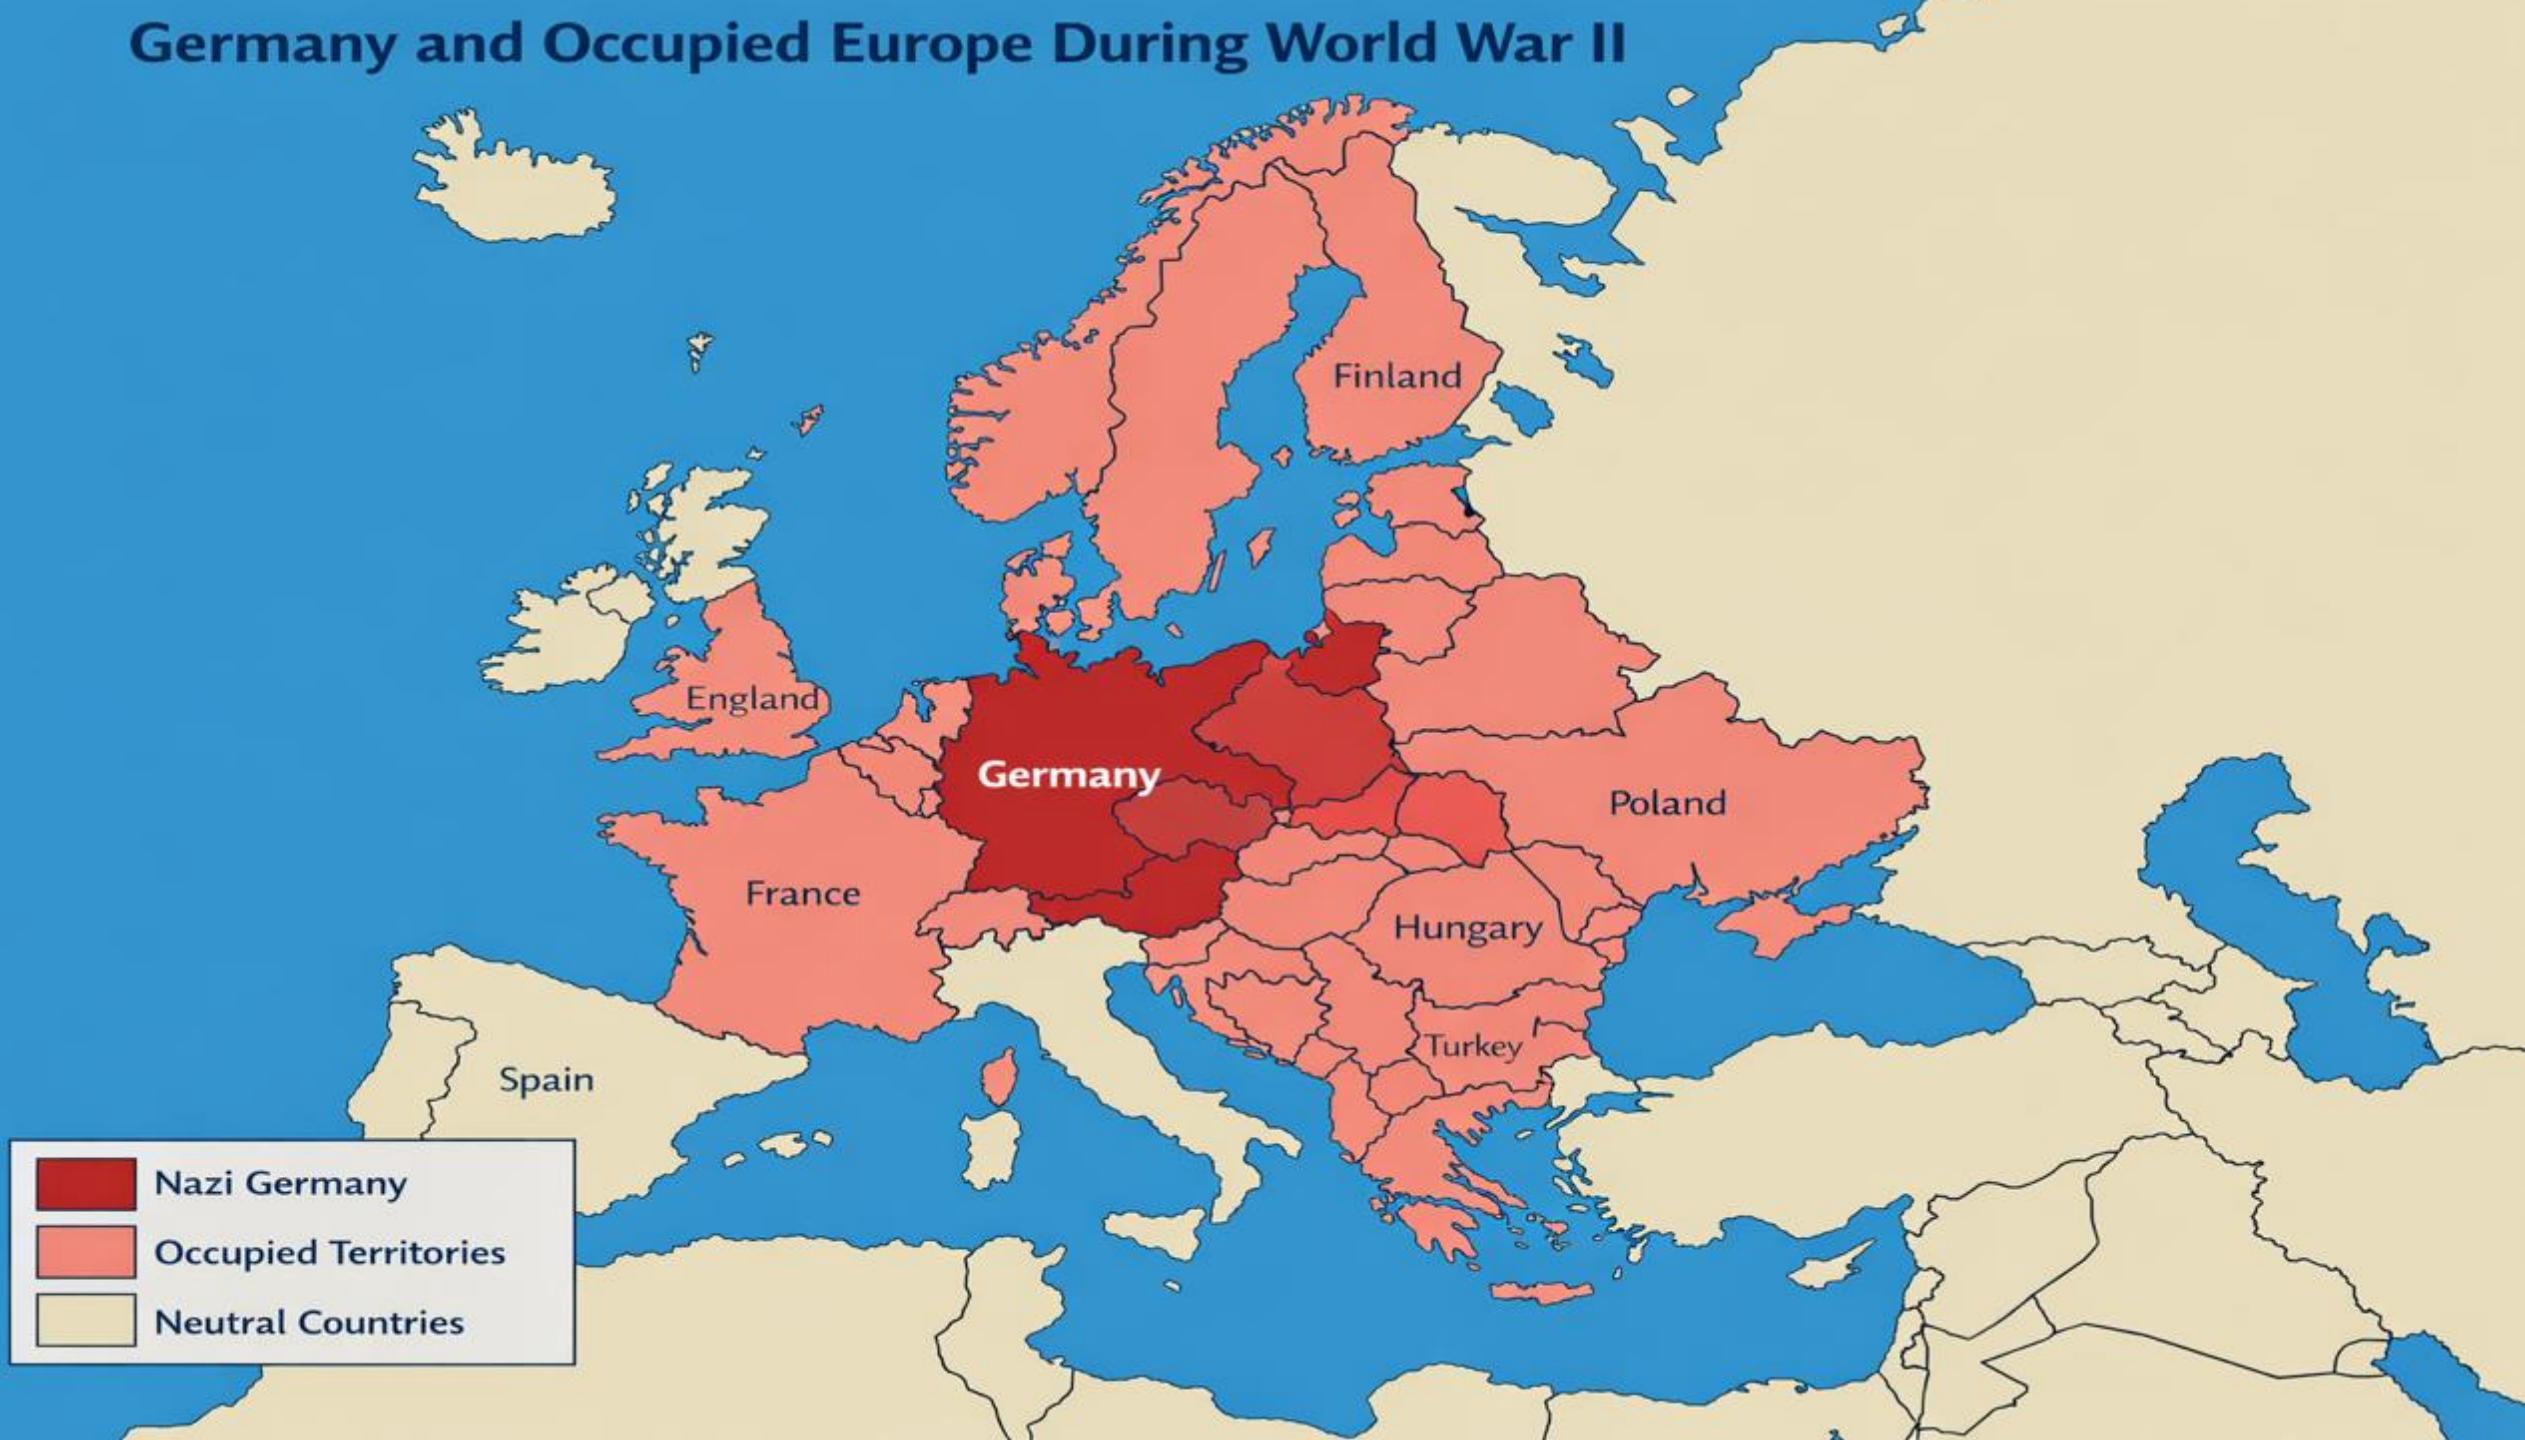 Germany and Occupied Europe During World War II
Finland
England
Germany
Poland
France
Hungary
Turkey
Spain
Nazi Germany
Occupied Territories
Neutral Countries